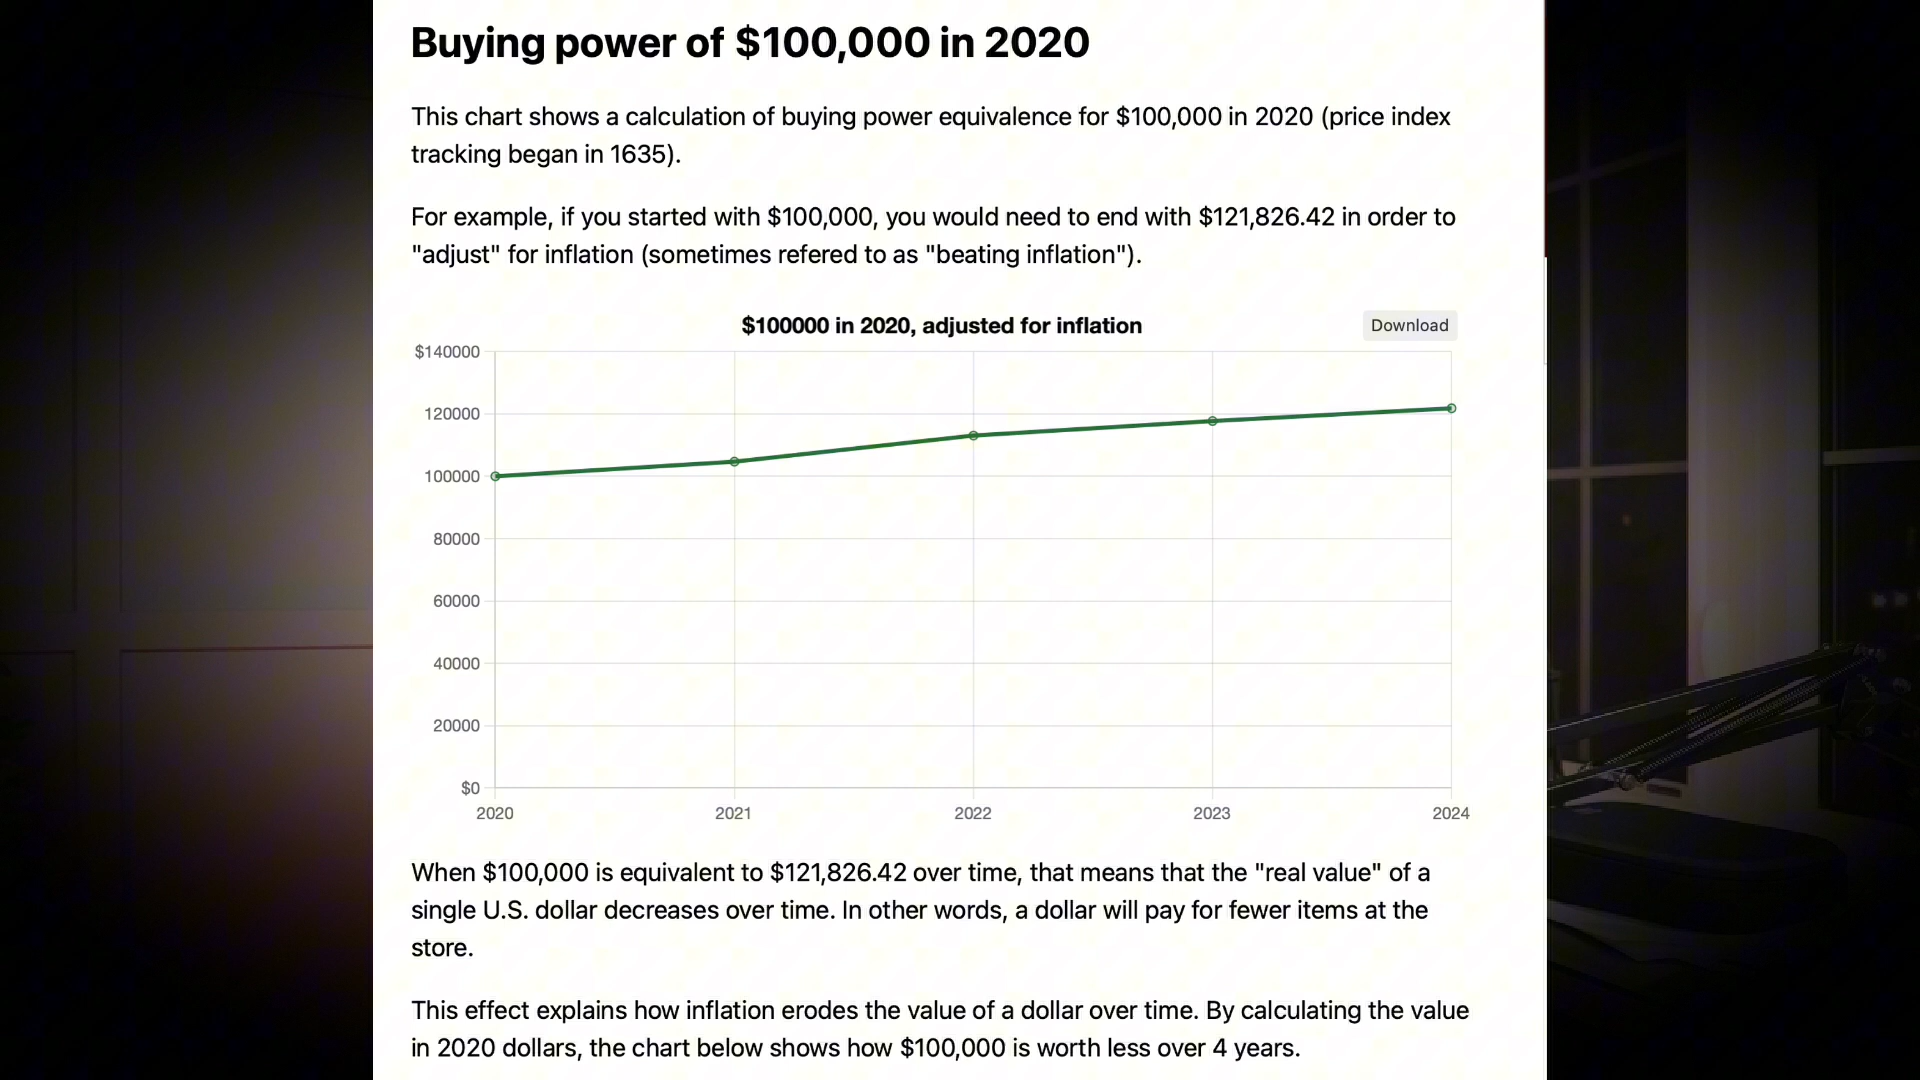 Buying power of $100,000 in 2020
This chart shows a calculation of buying power equivalence for $100,000 in 2020 (price index
tracking began in 1635).
For example, if you started with $100,000, you would need to end with $121,826.42 in order to
"adjust" for inflation (sometimes refered to as "beating inflation").
$100000 in 2020, adjusted for inflation
Download
$140000
120000
100000
80000
60000
40000
20000
$0
2020 2021 2022 2023 2024
When $100,000 is equivalent to $121,826.42 over time, that means that the "real value" of a
single U.S. dollar decreases over time. In other words, a dollar will pay for fewer items at the
store.
This effect explains how inflation erodes the value of a dollar over time. By calculating the value
in 2020 dollars, the chart below shows how $100,000 is worth less over 4 years.